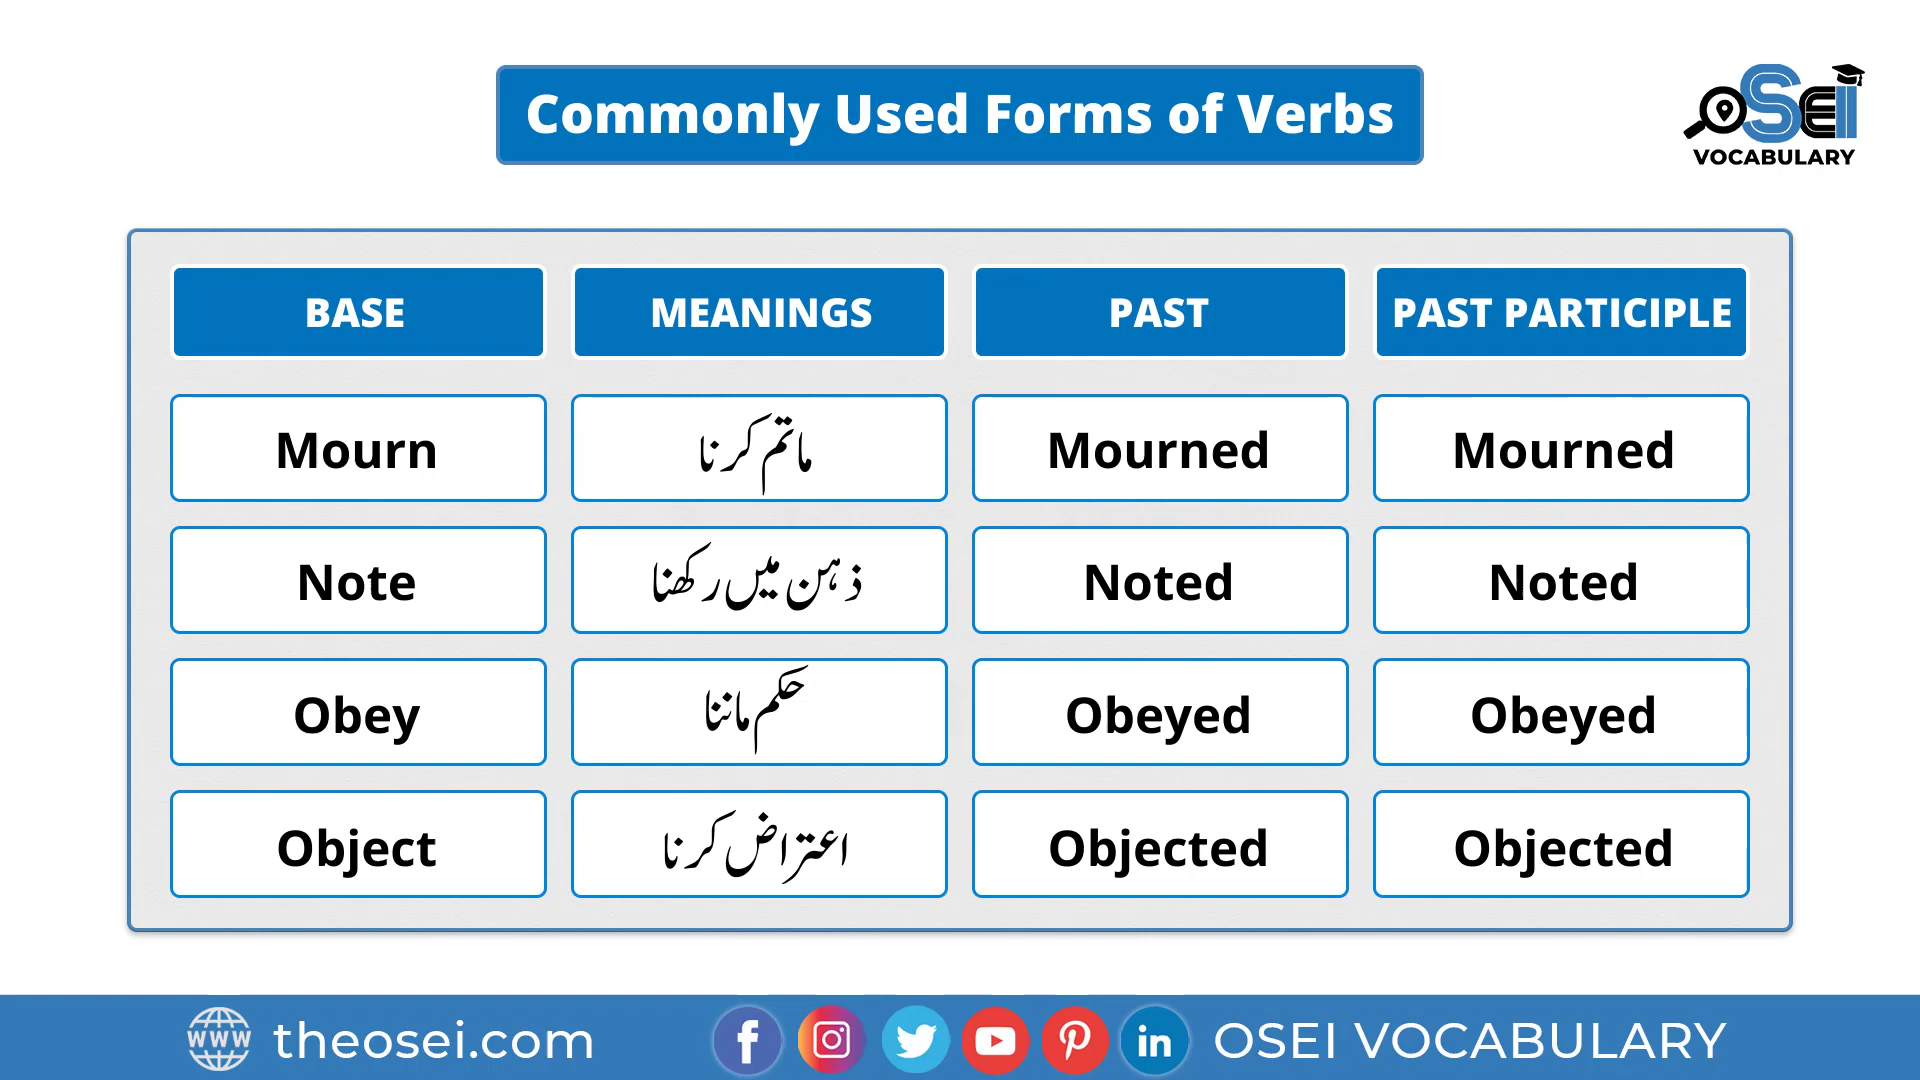 Commonly Used Forms of Verbs
OSEI
VOCABULARY
BASE MEANINGS PAST PAST PARTICIPLE
Mourn ماتم کرنا Mourned Mourned
Note ذہن میں رکھنا Noted Noted
Obey حکم ماننا Obeyed Obeyed
Object اعتراض کرنا Objected Objected
WWW theosei.com OSEI VOCABULARY